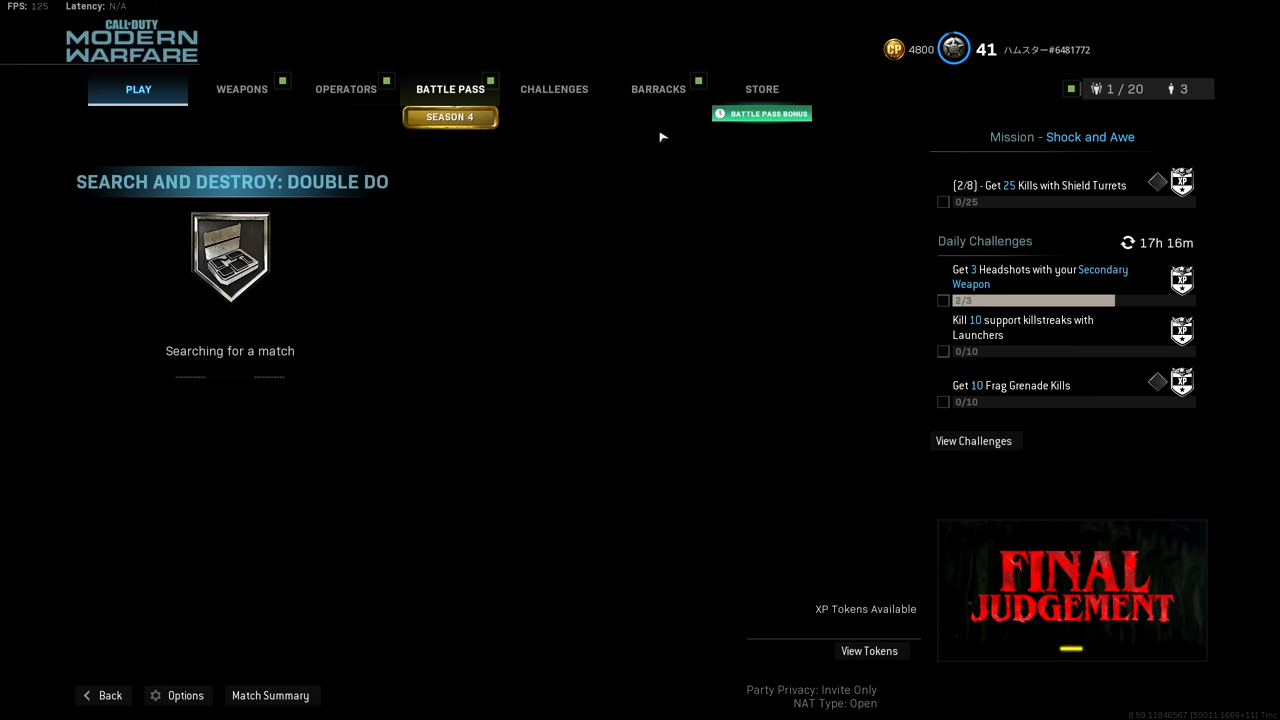 FPS: 125 Latency: N/A
CALL·DUTY
MODERN
WARFARE
CP 4800 41 ハムスター#6481772
PLAY WEAPONS OPERATORS BATTLE PASS CHALLENGES BARRACKS STORE 1 / 20 3
SEASON 4 BATTLE PASS BONUS
Mission - Shock and Awe
SEARCH AND DESTROY: DOUBLE DO
[2/8] - Get 25 Kills with Shield Turrets XP
0/25
Daily Challenges 17h 16m
Get 3 Headshots with your Secondary
Weapon XP
2/3
Kill 10 support killstreaks with
Launchers XP
0/10
Searching for a match
Get 10 Frag Grenade Kills XP
0/10
View Challenges
FINAL
JUDGEMENT
XP Tokens Available
View Tokens
Back Options Match Summary
Party Privacy: Invite Only
NAT Type: Open